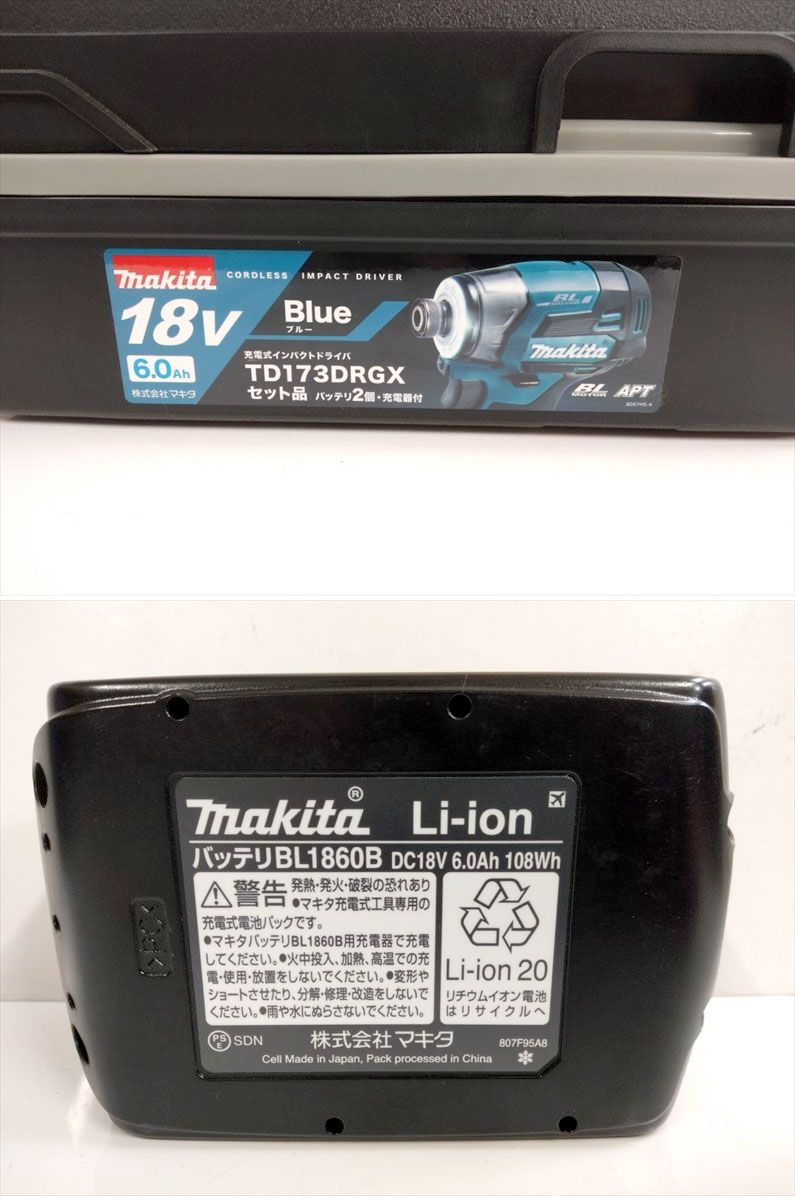 makita
CORDLESS IMPACT DRIVER
18V
Blue
ブルー
6.0Ah
充電式インパクトドライバ
TD173DRGX
株式会社マキタ
セット品 バッテリ2個・充電器付
BL MOTOR
makita
BL MOTOR APT
makita® Li-ion
バッテリBL1860B DC18V 6.0Ah 108Wh
警告 発熱・発火・破裂の恐れあり
●マキタ充電式工具専用の
充電式電池パックです。
●マキタバッテリBL1860B用充電器で充電
してください。●火中投入、加熱、高温での充
電・使用・放置をしないでください。●変形や
ショートさせたり、分解・修理・改造をしないで
ください。●雨や水にぬらさないでください。
Li-ion 20
リチウムイオン電池
はリサイクルへ
PSE SDN 株式会社マキタ 807F95A8
Cell Made in Japan, Pack processed in China